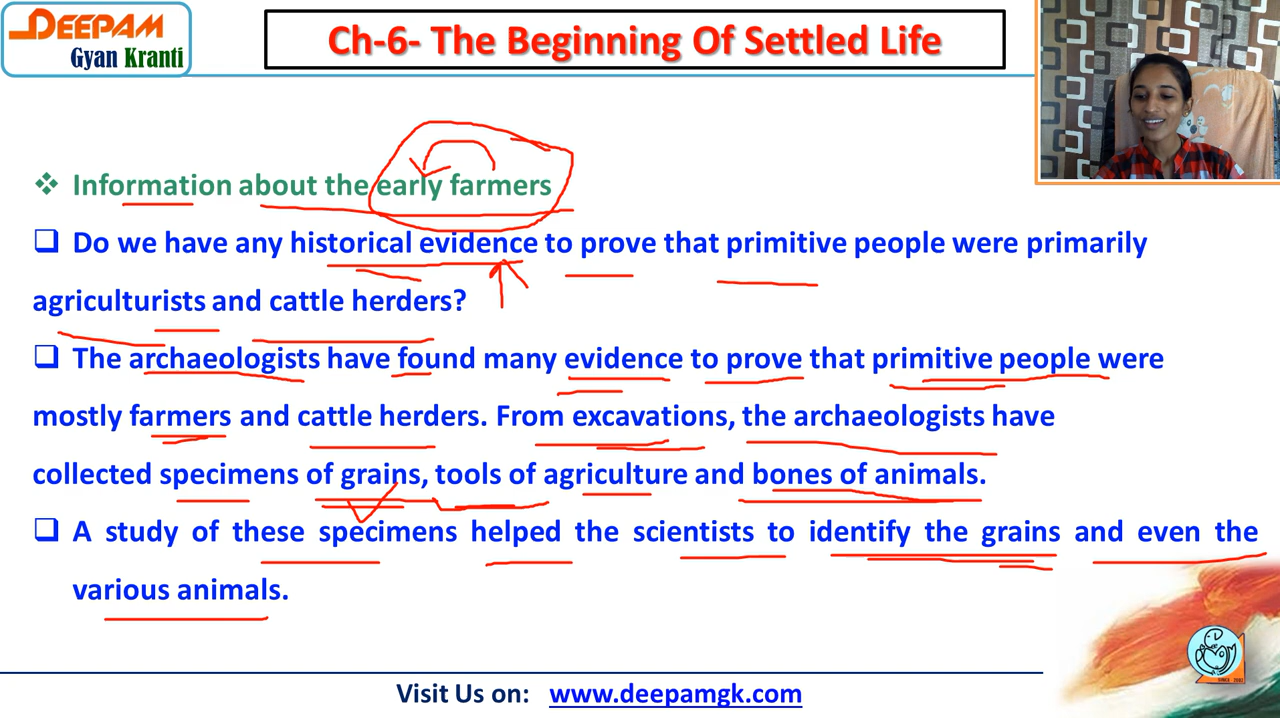 DEEPAM
Gyan Kranti
Ch-6- The Beginning Of Settled Life
❖ Information about the early farmers
❑ Do we have any historical evidence to prove that primitive people were primarily
agriculturists and cattle herders?
❑ The archaeologists have found many evidence to prove that primitive people were
mostly farmers and cattle herders. From excavations, the archaeologists have
collected specimens of grains, tools of agriculture and bones of animals.
❑ A study of these specimens helped the scientists to identify the grains and even the
various animals.
Visit Us on: www.deepamgk.com